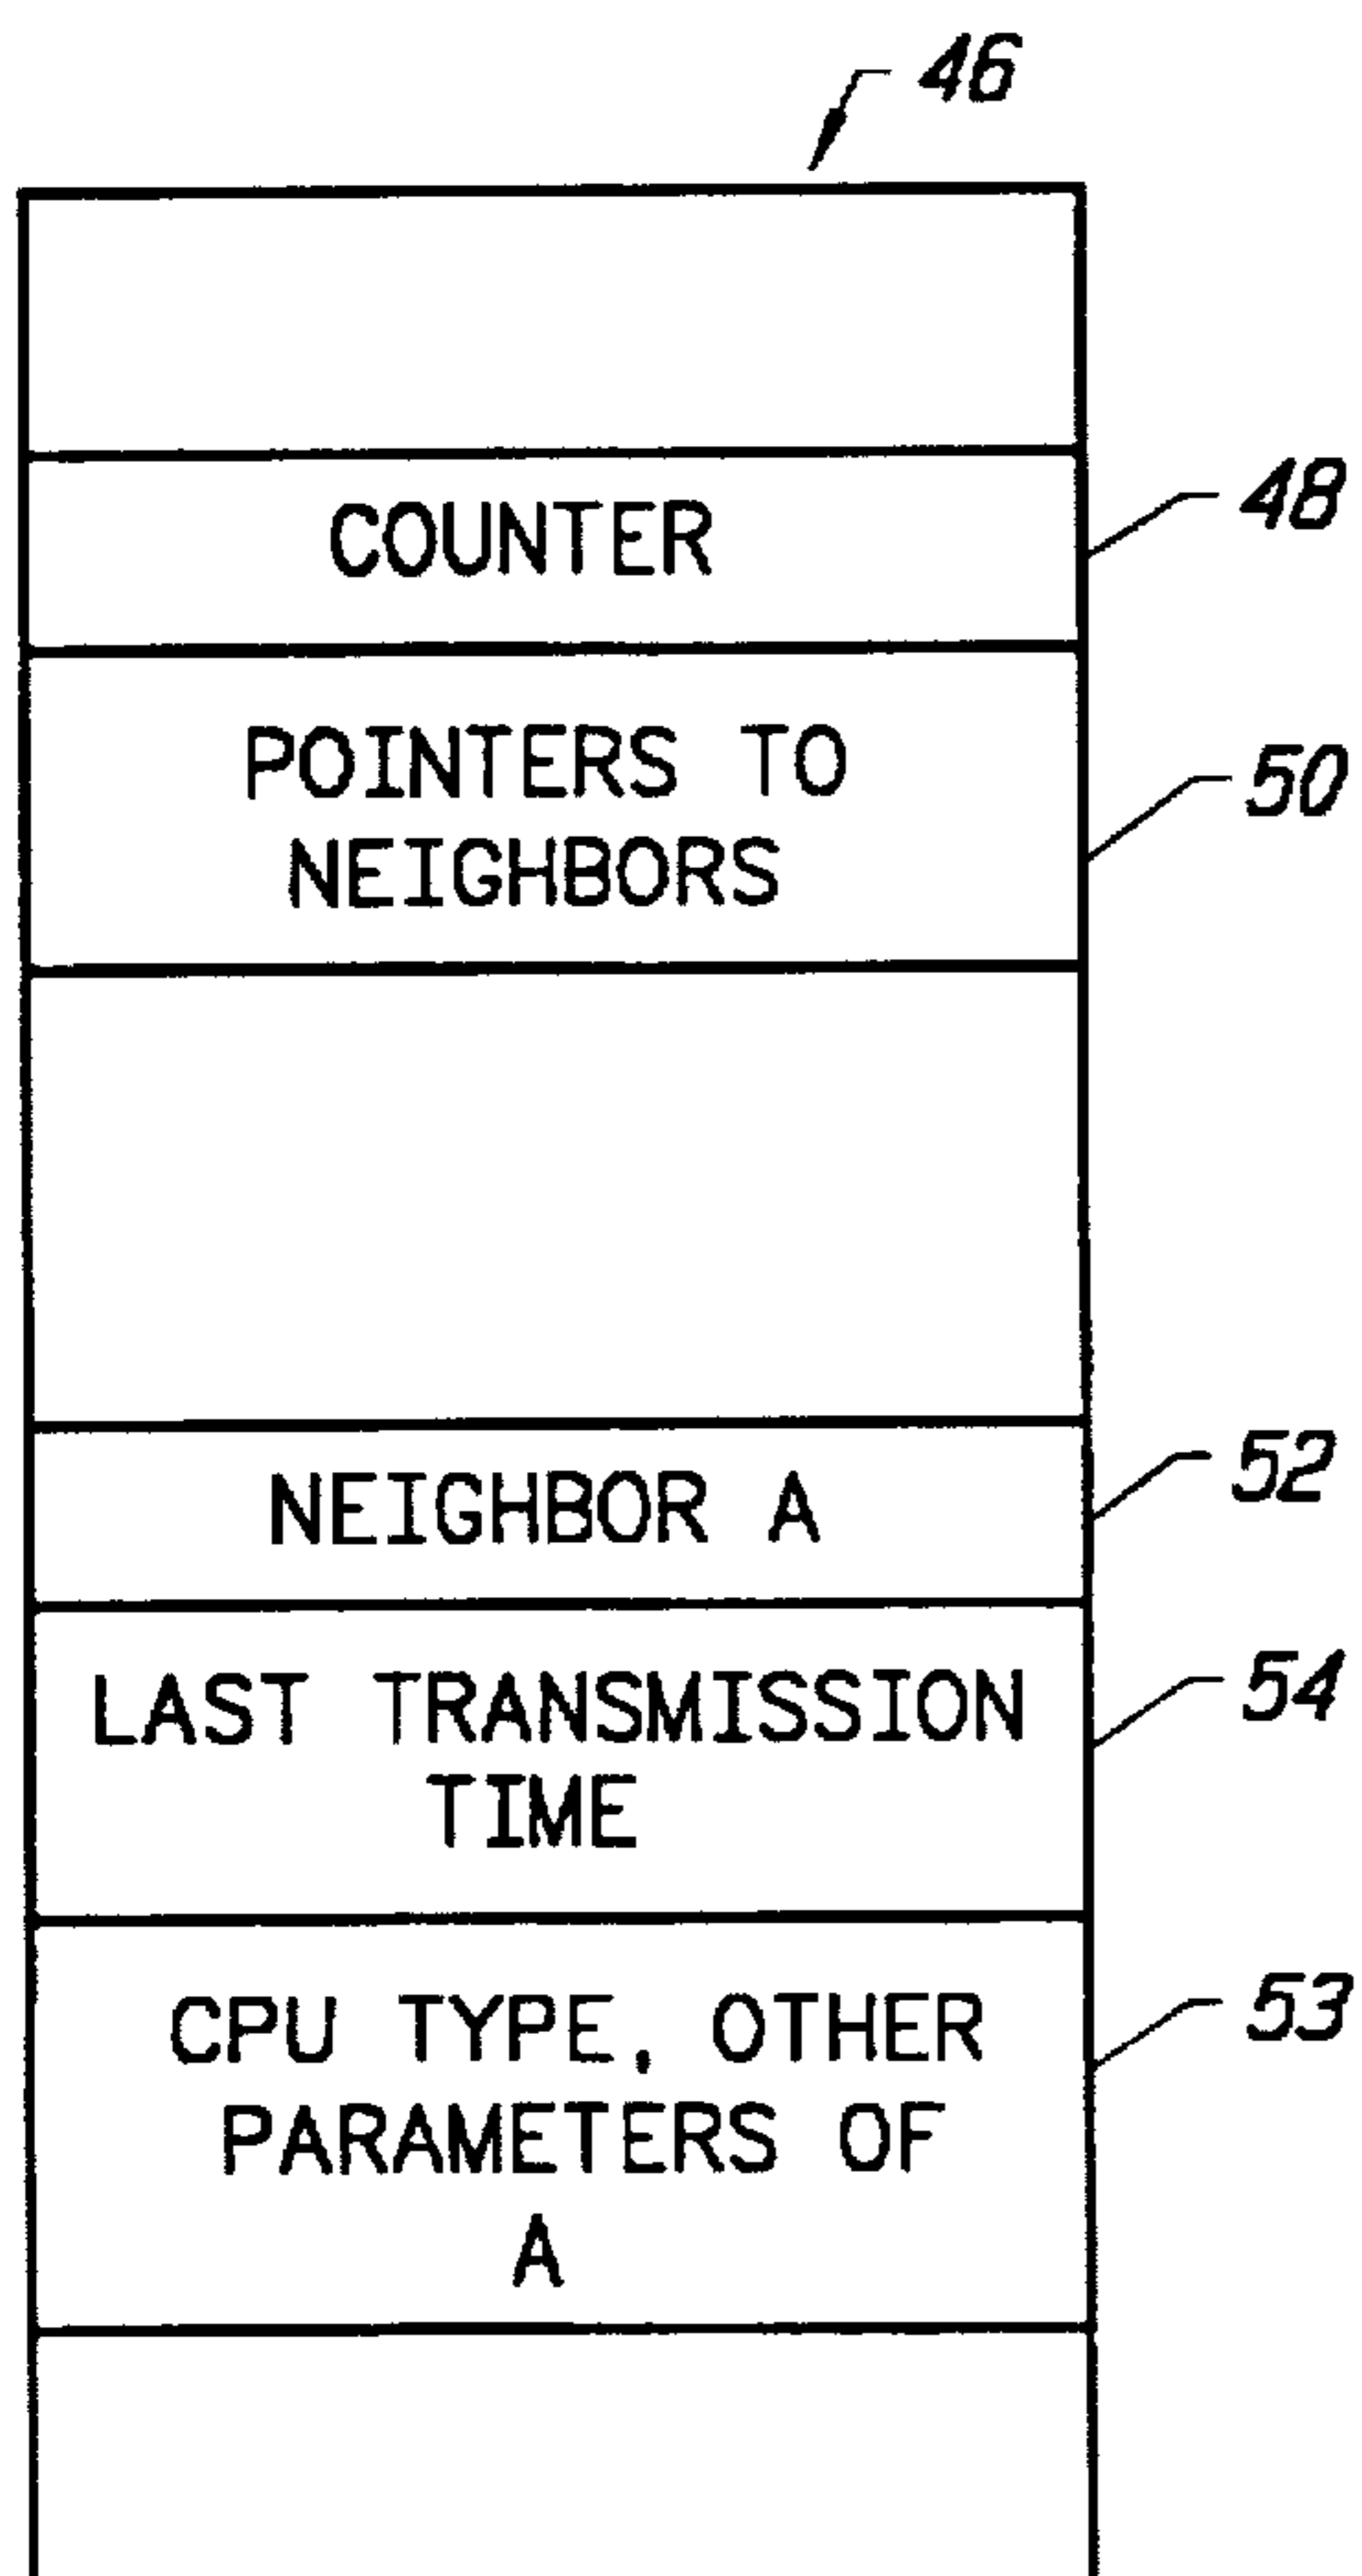 46
COUNTER
48
POINTERS TO
NEIGHBORS
50
NEIGHBOR A
52
LAST TRANSMISSION
TIME
54
CPU TYPE, OTHER
PARAMETERS OF
A
53